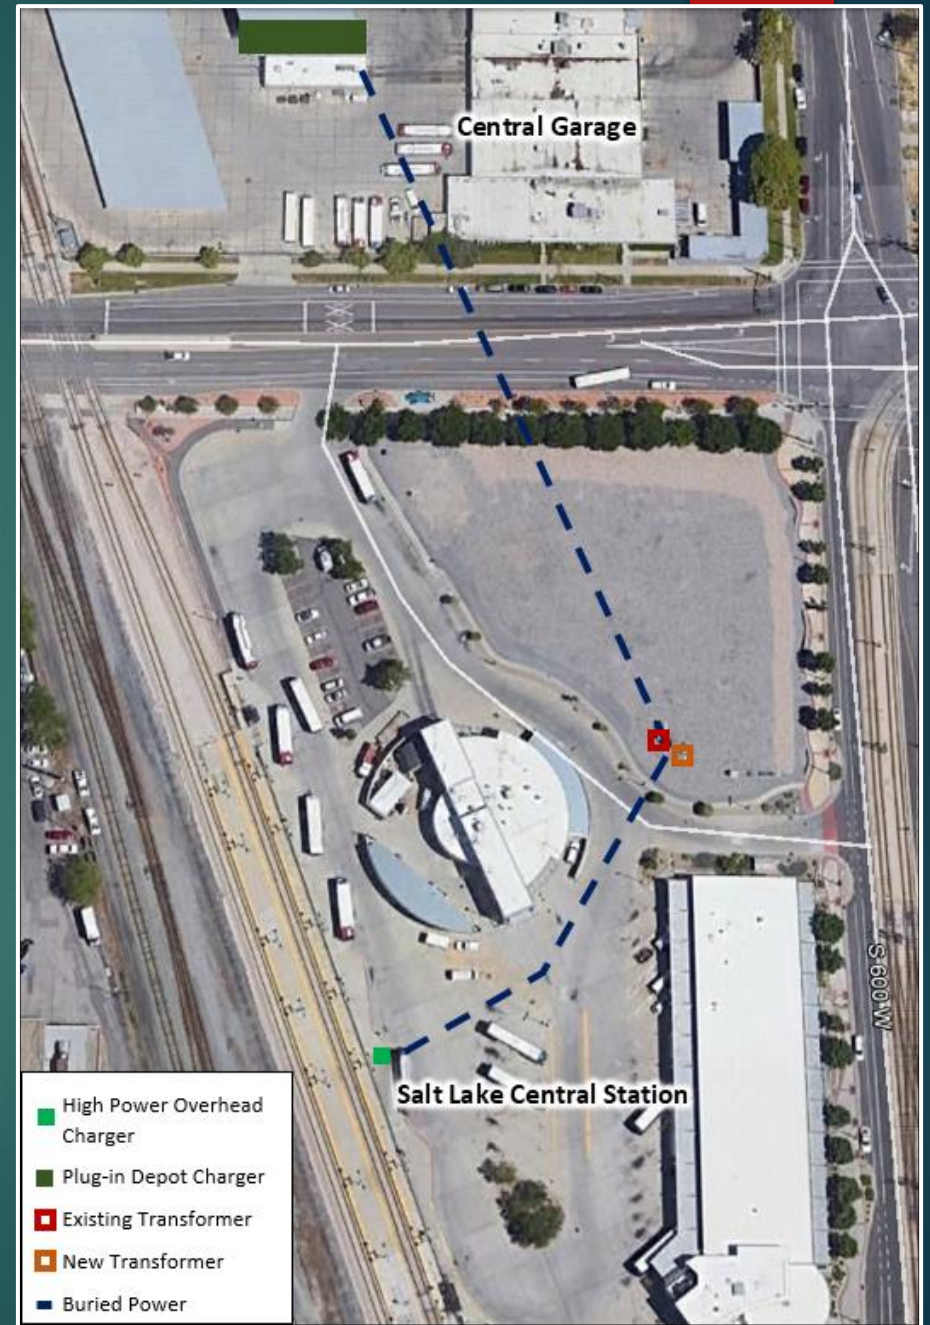 Central Garage
S 600 W
Salt Lake Central Station
High Power Overhead
Charger
Plug-in Depot Charger
Existing Transformer
New Transformer
Buried Power